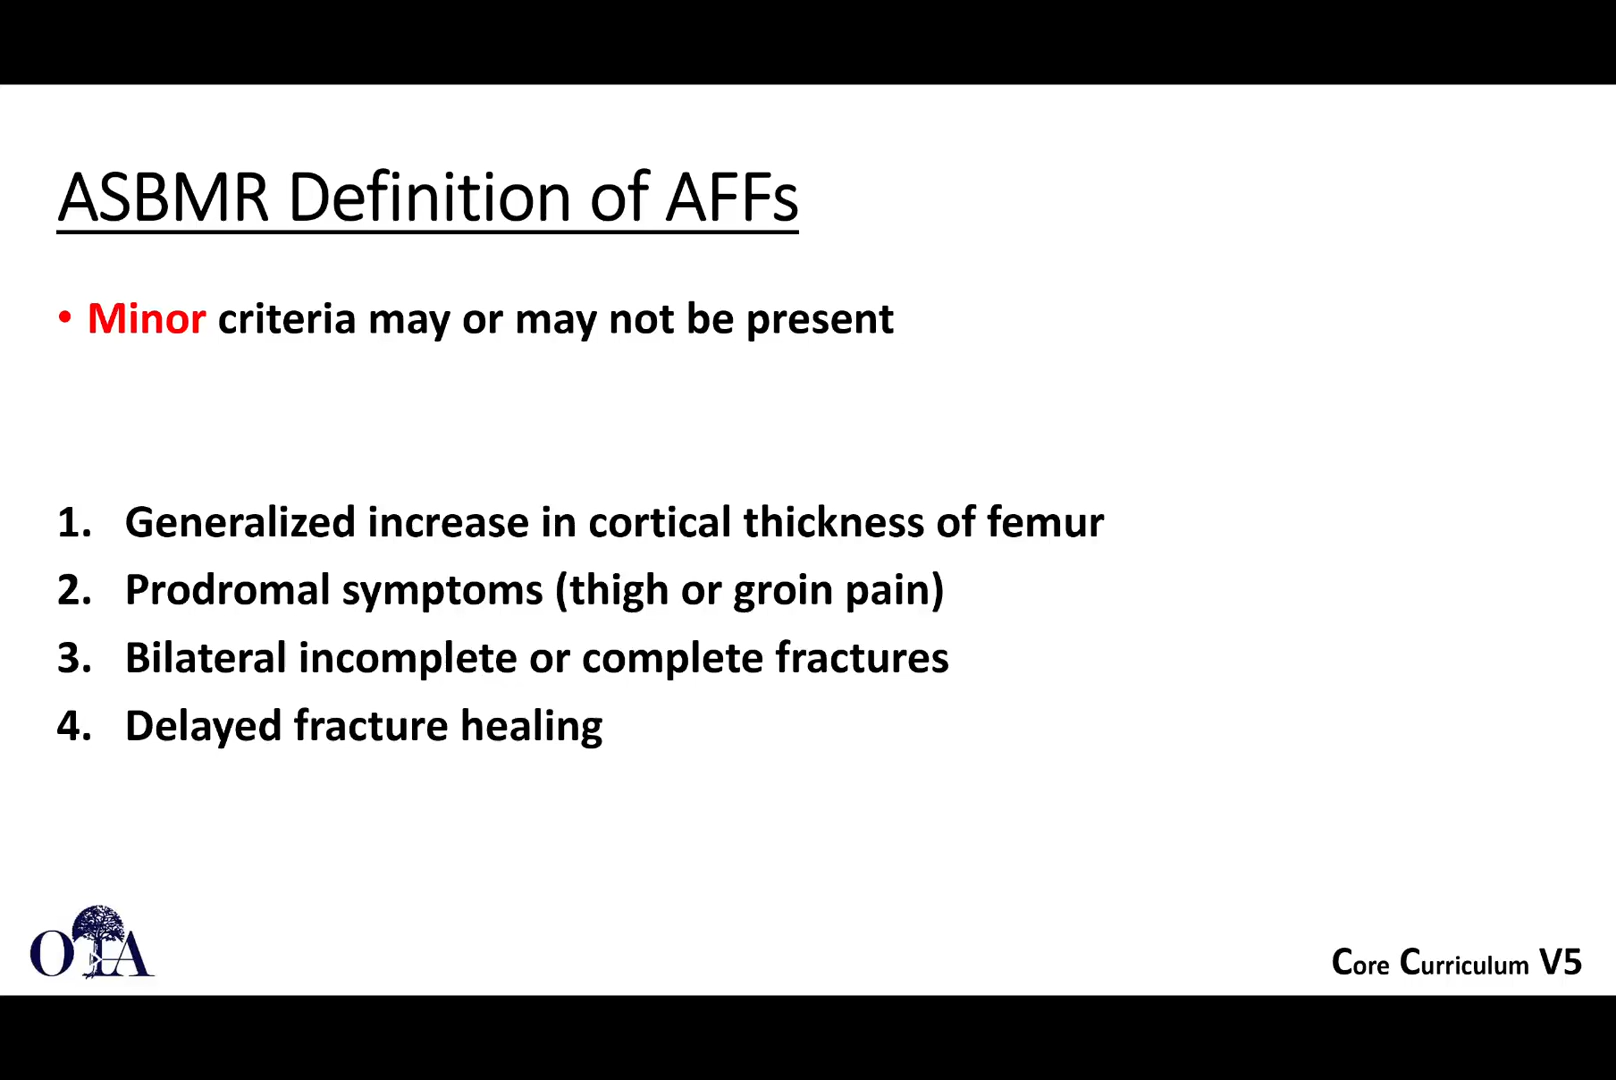 ASBMR Definition of AFFs
• Minor criteria may or may not be present
1. Generalized increase in cortical thickness of femur
2. Prodromal symptoms (thigh or groin pain)
3. Bilateral incomplete or complete fractures
4. Delayed fracture healing
OTA
Core Curriculum V5